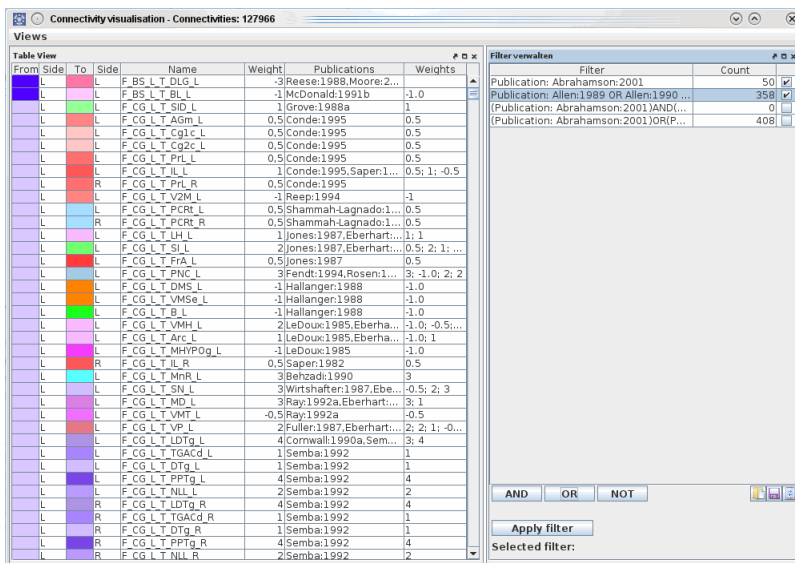 Connectivity visualisation - Connectivities: 127966
Views
Table View
From Side To Side Name Weight Publications Weights
L L F_BS_L_T_DLG_L -3 Reese:1988,Moore:2...
L L F_BS_L_T_BL_L -1 McDonald:1991b -1.0
L L F_CG_L_T_SID_L 1 Grove:1988a 1
L L F_CG_L_T_AGm_L 0,5 Conde:1995 0.5
L L F_CG_L_T_Cg1c_L 0,5 Conde:1995 0.5
L L F_CG_L_T_Cg2c_L 0,5 Conde:1995 0.5
L L F_CG_L_T_PrL_L 0,5 Conde:1995 0.5
L L F_CG_L_T_IL_L 1 Conde:1995,Saper:1... 0.5; 1; -0.5
L R F_CG_L_T_PrL_R 0,5 Conde:1995 0.5
L L F_CG_L_T_V2M_L -1 Reep:1994 -1
L L F_CG_L_T_PCRt_L 0,5 Shammah-Lagnado:1... 0.5
L R F_CG_L_T_PCRt_R 0,5 Shammah-Lagnado:1... 0.5
L L F_CG_L_T_LH_L 1 Jones:1987,Eberhart:... 1; 1
L L F_CG_L_T_SI_L 2 Jones:1987,Eberhart:... 0.5; 2; 1; ...
L L F_CG_L_T_FrA_L 0,5 Jones:1987 0.5
L L F_CG_L_T_PNC_L 3 Fendt:1994,Rosen:1... 3; -1.0; 2; 2
L L F_CG_L_T_DMS_L -1 Hallanger:1988 -1.0
L L F_CG_L_T_VMSe_L -1 Hallanger:1988 -1.0
L L F_CG_L_T_B_L -1 Hallanger:1988 -1.0
L L F_CG_L_T_VMH_L 2 LeDoux:1985,Eberha... -1.0; -0.5;...
L L F_CG_L_T_Arc_L 1 LeDoux:1985,Eberha... -1.0; 1
L L F_CG_L_T_MHYPOg_L -1 LeDoux:1985 -1.0
L R F_CG_L_T_IL_R 0,5 Saper:1982 0.5
L L F_CG_L_T_MnR_L 3 Behzadi:1990 3
L L F_CG_L_T_SN_L 3 Wirtshafter:1987,Ebe... -0.5; 2; 3
L L F_CG_L_T_MD_L 3 Ray:1992a,Eberhart:... 3; 1
L L F_CG_L_T_VMT_L -0,5 Ray:1992a -0.5
L L F_CG_L_T_VP_L 2 Fuller:1987,Eberhart:... 2; 2; 1; -0...
L L F_CG_L_T_LDTg_L 4 Cornwall:1990a,Sem... 3; 4
L L F_CG_L_T_TGACd_L 1 Semba:1992 1
L L F_CG_L_T_DTg_L 1 Semba:1992 1
L L F_CG_L_T_PPTg_L 4 Semba:1992 4
L L F_CG_L_T_NLL_L 2 Semba:1992 2
L R F_CG_L_T_LDTg_R 4 Semba:1992 4
L R F_CG_L_T_TGACd_R 1 Semba:1992 1
L R F_CG_L_T_DTg_R 1 Semba:1992 1
L R F_CG_L_T_PPTg_R 4 Semba:1992 4
L R F_CG_L_T_NLL_R 2 Semba:1992 2
Filter verwalten
Filter Count
Publication: Abrahamson:2001 50
Publication: Allen:1989 OR Allen:1990 ... 358
(Publication: Abrahamson:2001)AND(... 0
(Publication: Abrahamson:2001)OR(P... 408
AND OR NOT
Apply filter
Selected filter: